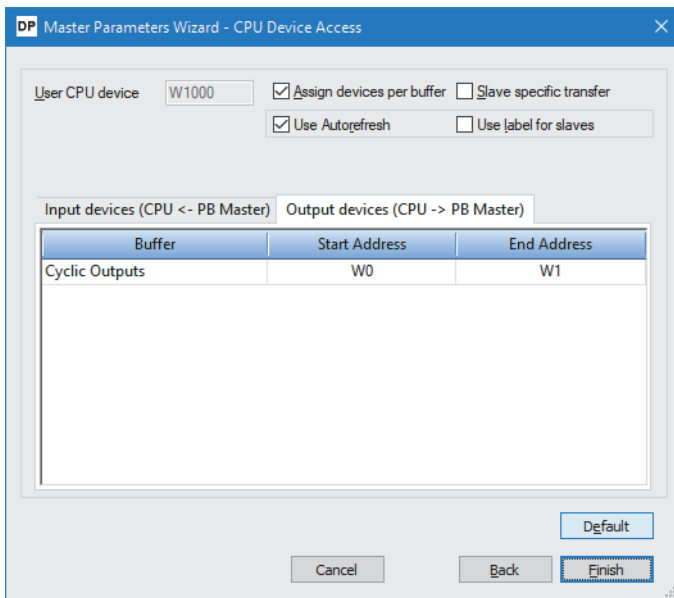 DP Master Parameters Wizard - CPU Device Access
User CPU device W1000 Assign devices per buffer Slave specific transfer
Use Autorefresh Use label for slaves
Input devices (CPU <- PB Master) Output devices (CPU -> PB Master)
Buffer Start Address End Address
Cyclic Outputs W0 W1
Default
Cancel Back Finish